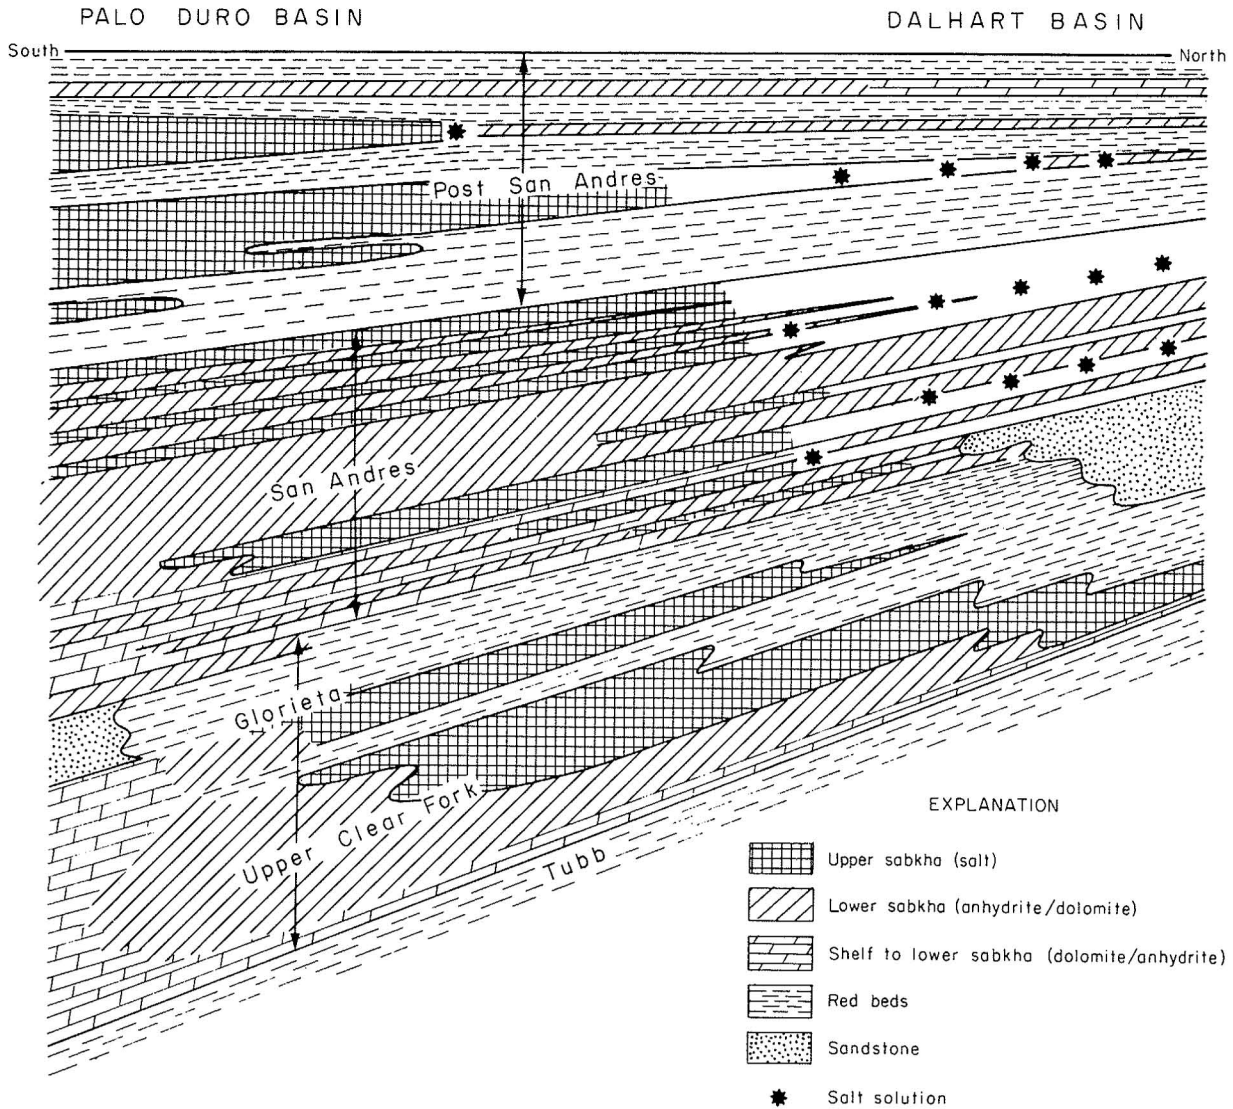 PALO DURO BASIN
DALHART BASIN
South
North
Post San Andres
San Andres
Glorieta
Upper Clear Fork
Tubb
EXPLANATION
Upper sabkha (salt)
Lower sabkha (anhydrite/dolomite)
Shelf to lower sabkha (dolomite/anhydrite)
Red beds
Sandstone
Salt solution